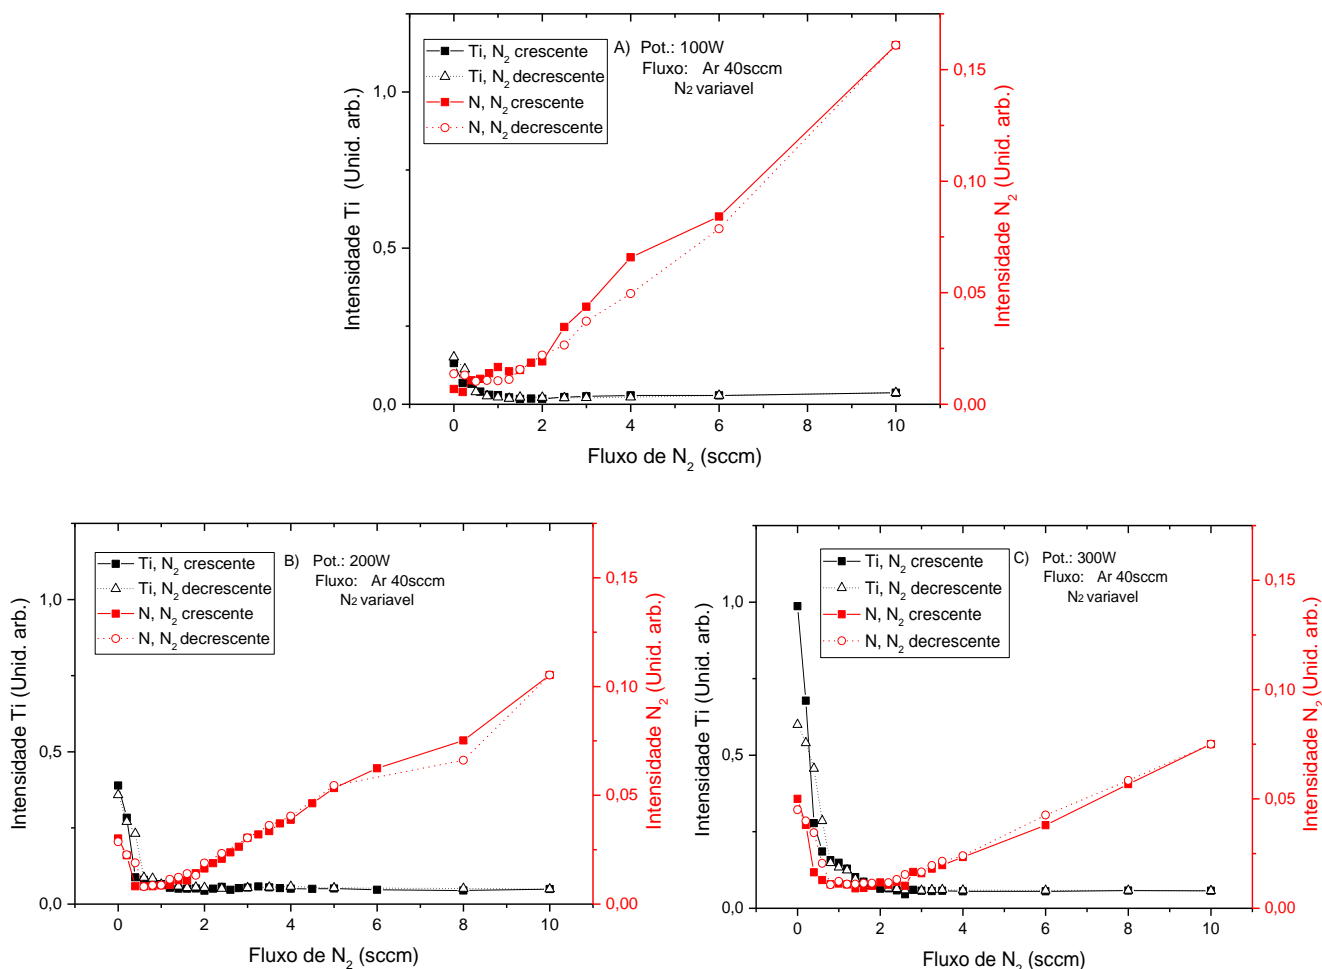 Ti, N2 crescente
Ti, N2 decrescente
N, N2 crescente
N, N2 decrescente
A) Pot.: 100W
Fluxo: Ar 40sccm
N2 variavel
1,0
0,5
0,0
Intensidade Ti (Unid. arb.)
0,15
0,10
0,05
0,00
Intensidade N2 (Unid. arb.)
0 2 4 6 8 10
Fluxo de N2 (sccm)
Ti, N2 crescente
Ti, N2 decrescente
N, N2 crescente
N, N2 decrescente
B) Pot.: 200W
Fluxo: Ar 40sccm
N2 variavel
1,0
0,5
0,0
Intensidade Ti (Unid. arb.)
0,15
0,10
0,05
0,00
Intensidade N2 (Unid. arb.)
0 2 4 6 8 10
Fluxo de N2 (sccm)
Ti, N2 crescente
Ti, N2 decrescente
N, N2 crescente
N, N2 decrescente
C) Pot.: 300W
Fluxo: Ar 40sccm
N2 variavel
1,0
0,5
0,0
Intensidade Ti (Unid. arb.)
0,15
0,10
0,05
0,00
Intensidade N2 (Unid. arb.)
0 2 4 6 8 10
Fluxo de N2 (sccm)